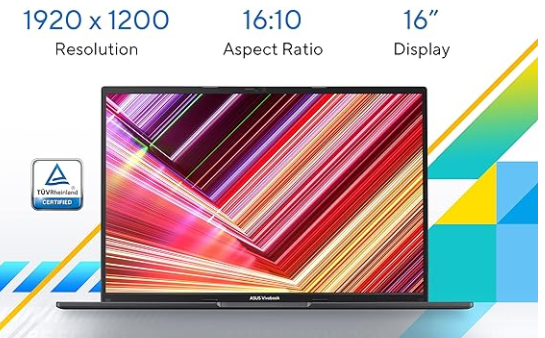 1920 x 1200 16:10 16”
Resolution Aspect Ratio Display
TÜVRheinland®
CERTIFIED
ASUS Vivobook